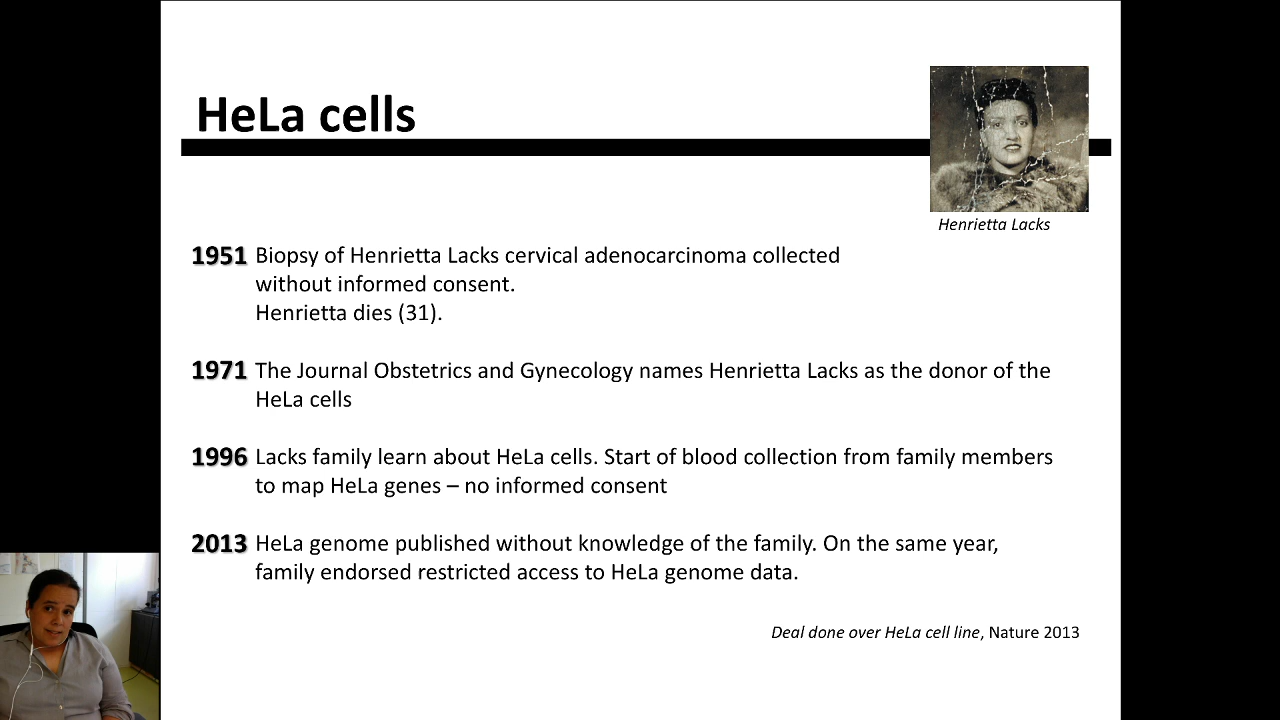 HeLa cells
Henrietta Lacks
1951 Biopsy of Henrietta Lacks cervical adenocarcinoma collected
without informed consent.
Henrietta dies (31).
1971 The Journal Obstetrics and Gynecology names Henrietta Lacks as the donor of the
HeLa cells
1996 Lacks family learn about HeLa cells. Start of blood collection from family members
to map HeLa genes – no informed consent
2013 HeLa genome published without knowledge of the family. On the same year,
family endorsed restricted access to HeLa genome data.
Deal done over HeLa cell line, Nature 2013